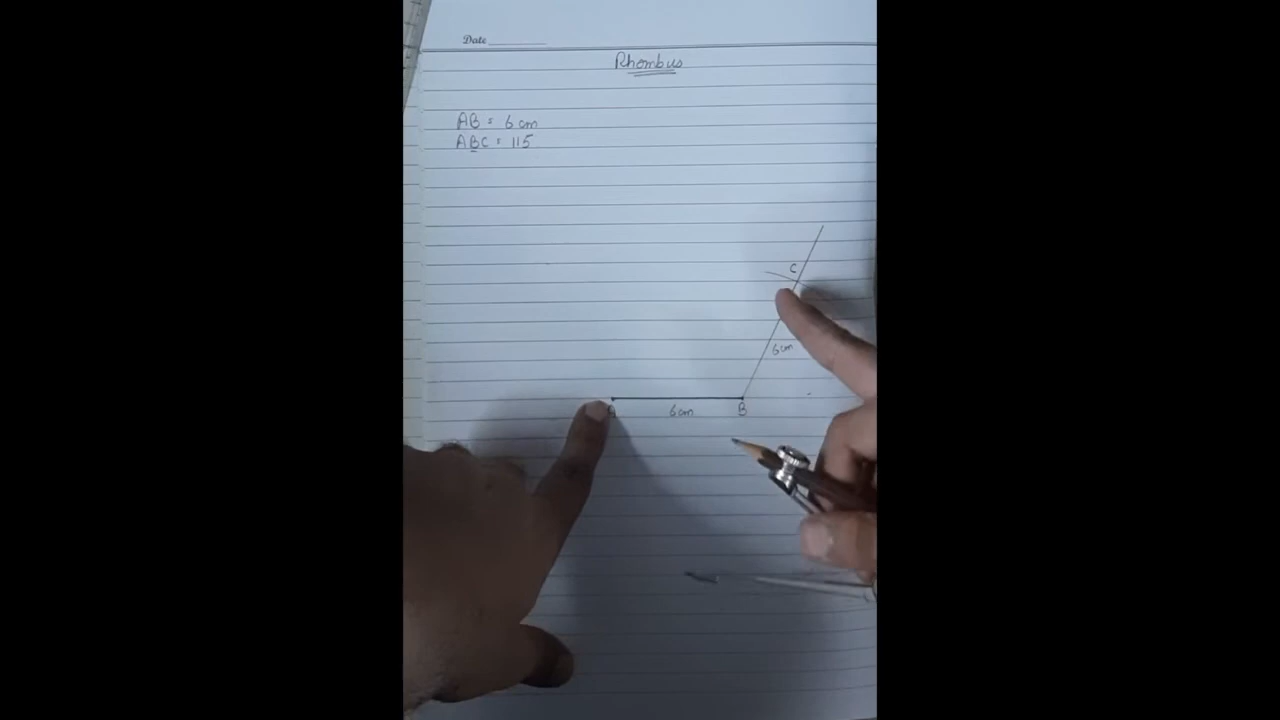 Date
Rhombus
AB = 6 cm
ABC = 115
C
6cm
A
6cm
B